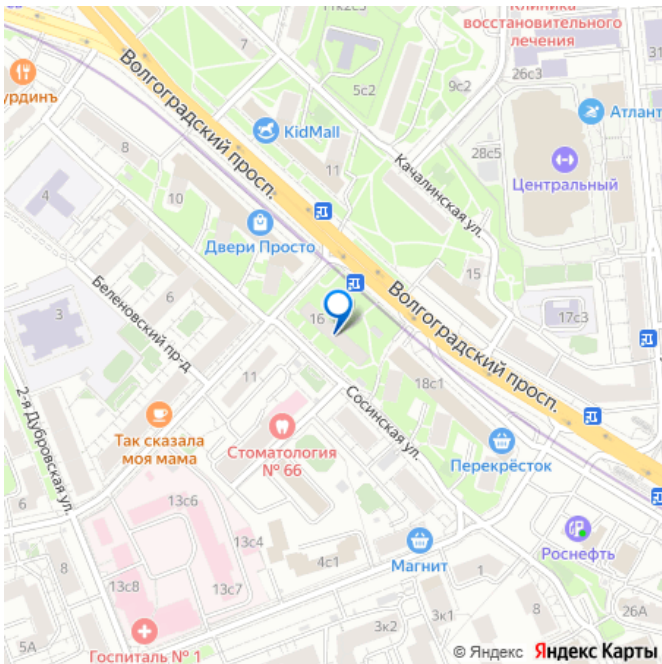 11к2с5
Клиника
восстановительного
лечения
7
26с3
5с2
9с2
урдинъ
Волгоградский просп.
Атлант
KidMall
8
11
28с5
Качалинская ул.
Центральный
4
10
Двери Просто
15
Беленовский пр-д
6
Волгоградский просп.
3
16
17с3
11
18с1
2-я Дубровская ул.
Сосинская ул.
Так сказала
моя мама
Стоматология
№ 66
Перекрёсток
13с6
6
13с4
Роснефть
4с1
Магнит
8
13с8
13с7
1
3к1
8
26А
3к2
5А
Госпиталь № 1
© Яндекс Яндекс Карты